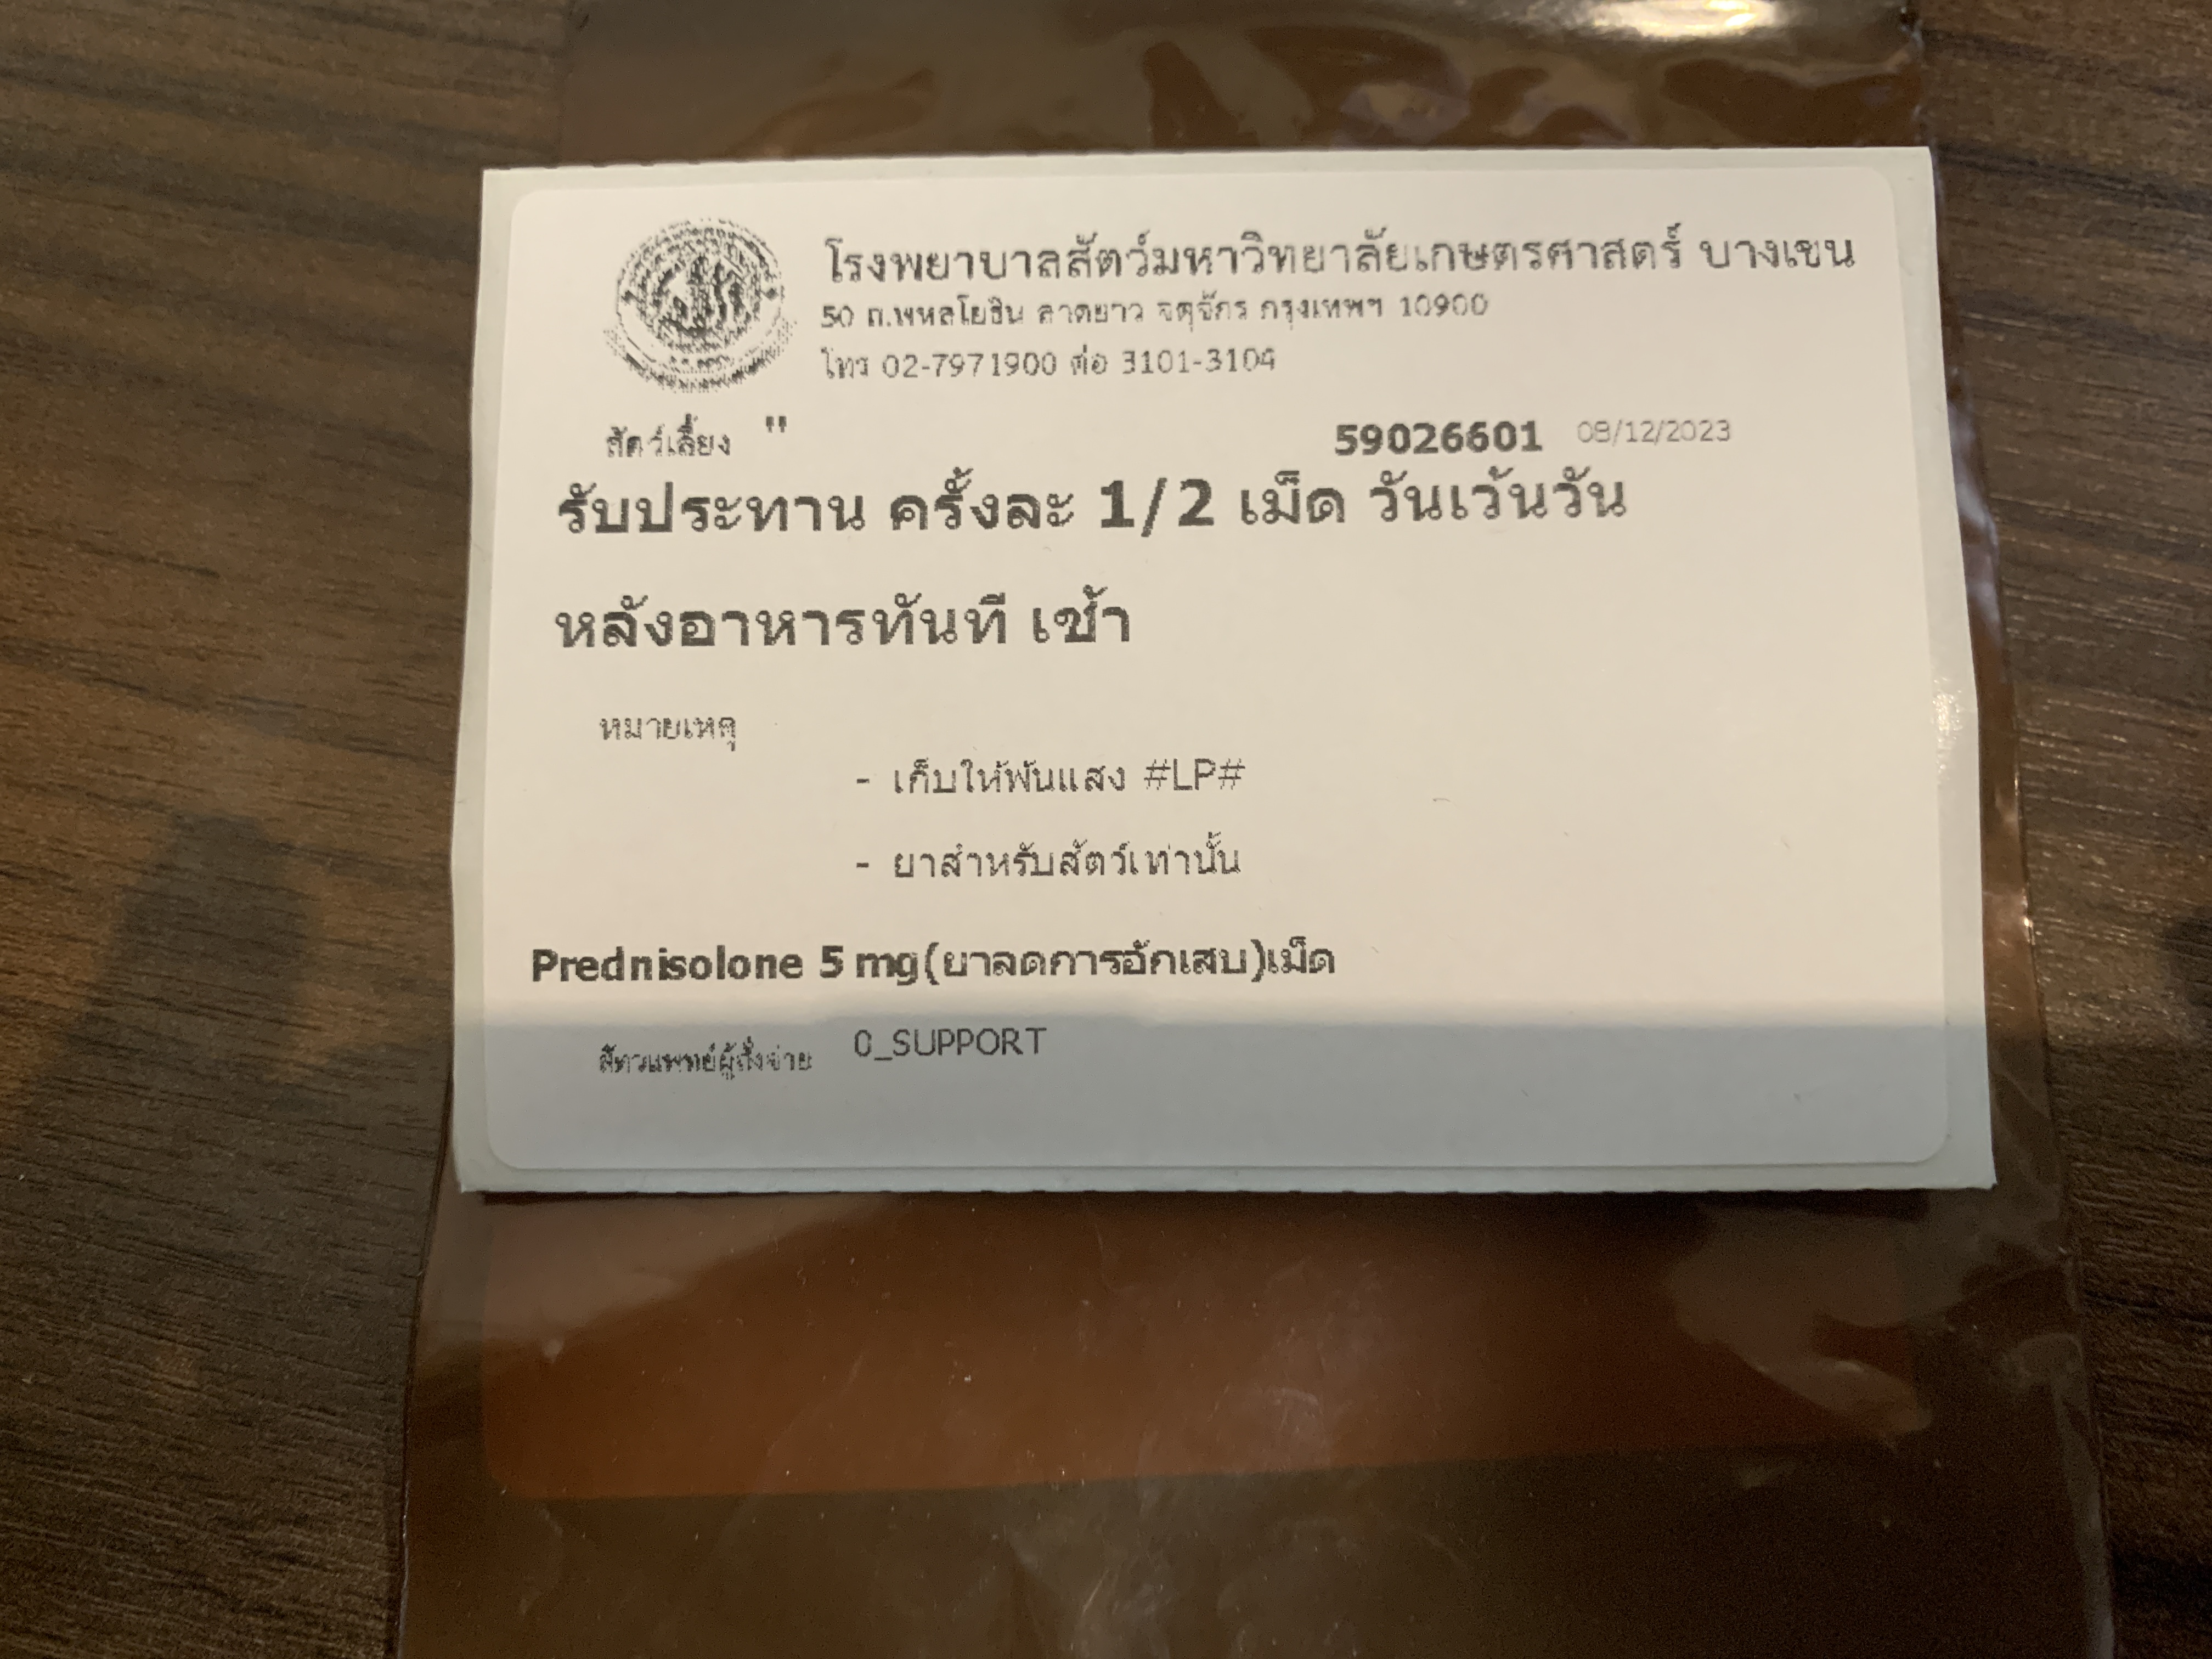 โรงพยาบาลสัตว์มหาวิทยาลัยเกษตรศาสตร์ บางเขน
50 ถ.พหลโยธิน ลาดยาว จตุจักร กรุงเทพฯ 10900
โทร 02-7971900 ต่อ 3101-3104
สัตว์เลี้ยง " 59026601 08/12/2023
รับประทาน ครั้งละ 1/2 เม็ด วันเว้นวัน
หลังอาหารทันที เช้า
หมายเหตุ
- เก็บให้พ้นแสง #LP#
- ยาสำหรับสัตว์เท่านั้น
Prednisolone 5 mg(ยาลดการอักเสบ)เม็ด
สัตวแพทย์ผู้สั่งจ่าย 0_SUPPORT